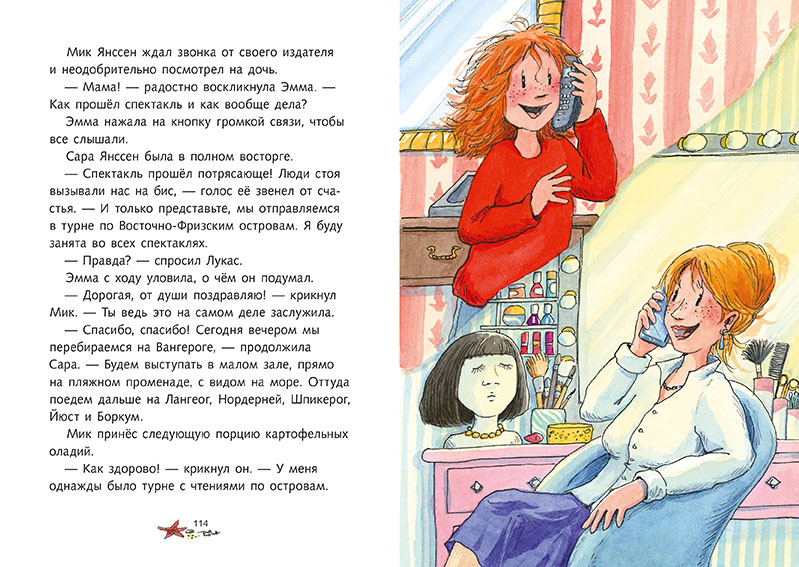 Мик Янссен ждал звонка от своего издателя
и неодобрительно посмотрел на дочь.
— Мама! — радостно воскликнула Эмма. —
Как прошёл спектакль и как вообще дела?
Эмма нажала на кнопку громкой связи, чтобы
все слышали.
Сара Янссен была в полном восторге.
— Спектакль прошёл потрясающе! Люди стоя
вызывали нас на бис, — голос её звенел от сча-
стья. — И только представьте, мы отправляемся
в турне по Восточно-Фризским островам. Я буду
занята во всех спектаклях.
— Правда? — спросил Лукас.
Эмма с ходу уловила, о чём он подумал.
— Дорогая, от души поздравляю! — крикнул
Мик. — Ты ведь это на самом деле заслужила.
— Спасибо, спасибо! Сегодня вечером мы
перебираемся на Вангероге, — продолжила
Сара. — Будем выступать в малом зале, прямо
на пляжном променаде, с видом на море. Оттуда
поедем дальше на Лангеог, Нордерней, Шпикерог,
Йюст и Боркум.
Мик принёс следующую порцию картофельных
оладий.
— Как здорово! — крикнул он. — У меня
однажды было турне с чтениями по островам.
114